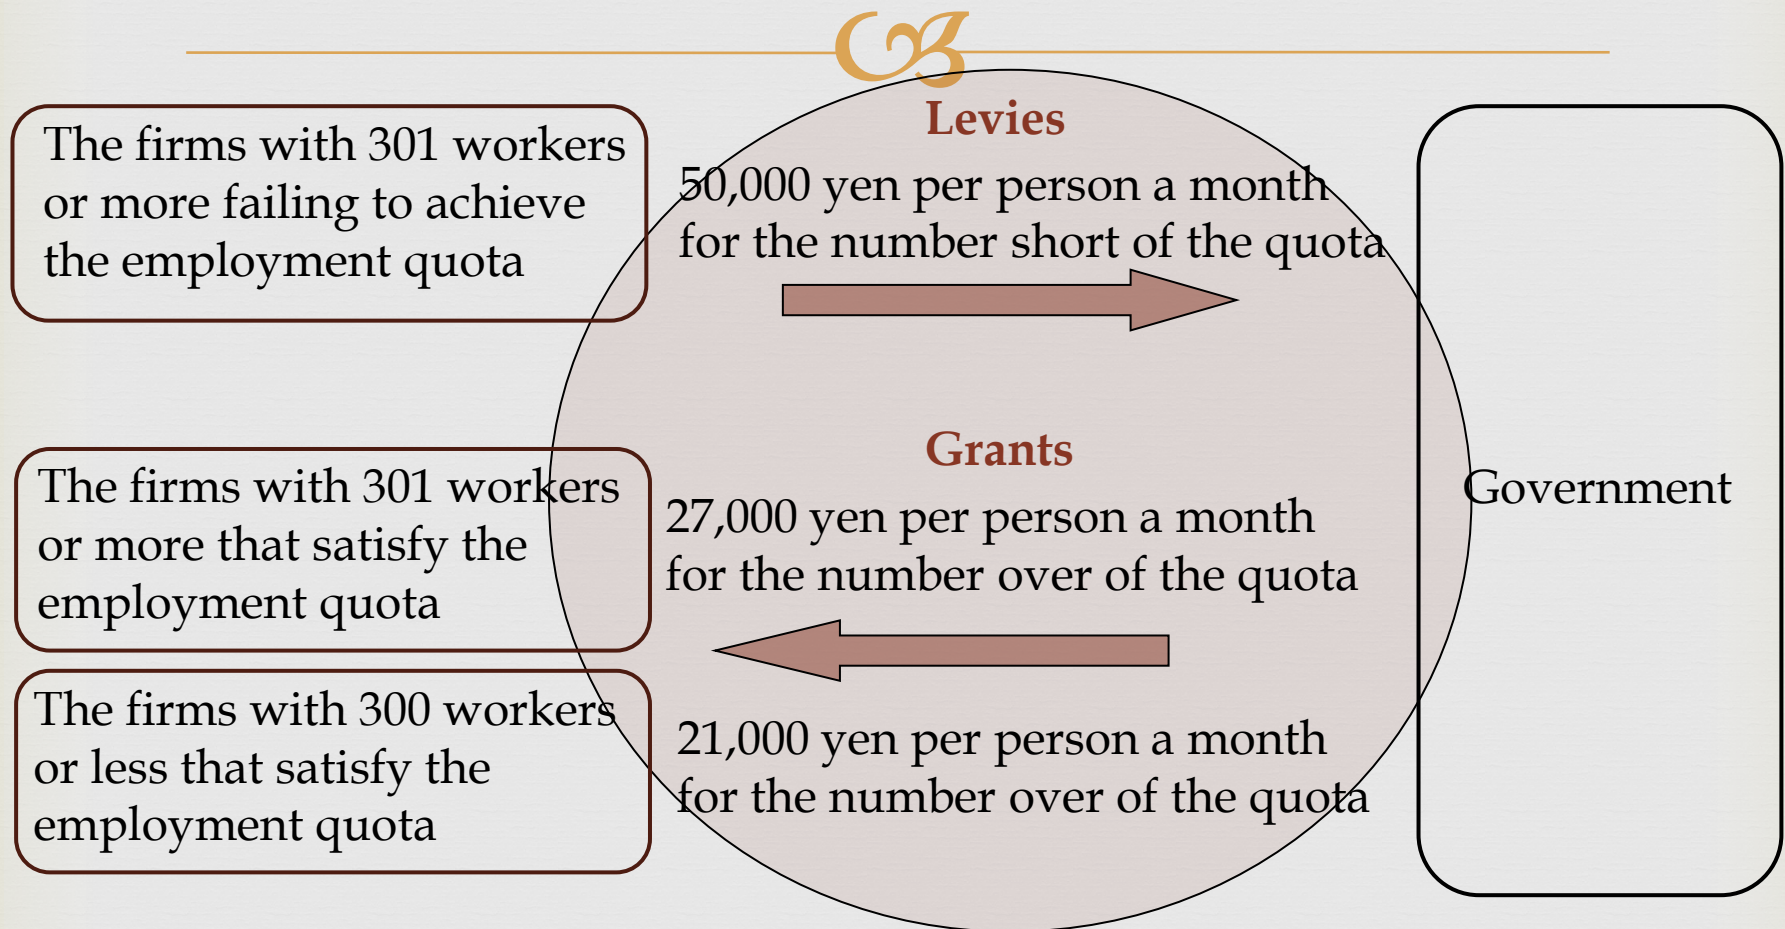 The firms with 301 workers
or more failing to achieve
the employment quota
Levies
50,000 yen per person a month
for the number short of the quota
The firms with 301 workers
or more that satisfy the
employment quota
Grants
27,000 yen per person a month
for the number over of the quota
The firms with 300 workers
or less that satisfy the
employment quota
21,000 yen per person a month
for the number over of the quota
Government